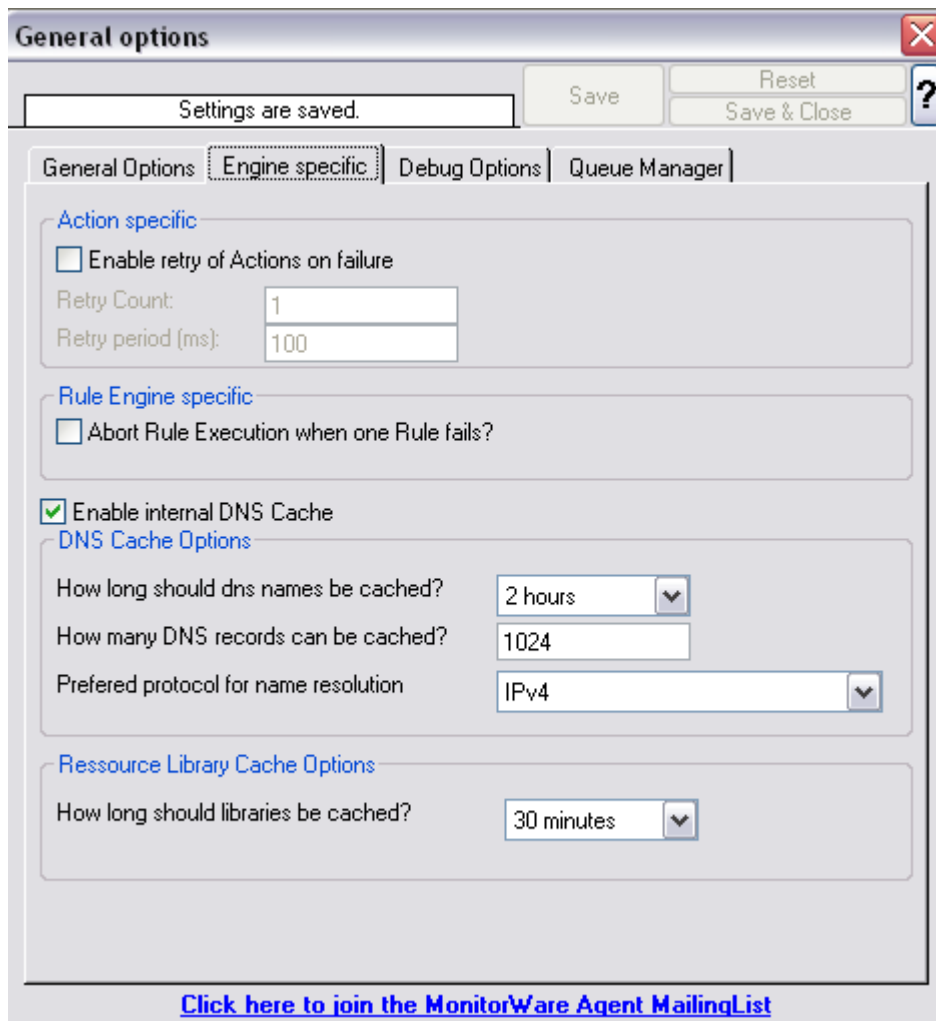 General options
Settings are saved.
Save
Reset
Save & Close
?
General Options
Engine specific
Debug Options
Queue Manager
Action specific
Enable retry of Actions on failure
Retry Count:
1
Retry period (ms):
100
Rule Engine specific
Abort Rule Execution when one Rule fails?
Enable internal DNS Cache
DNS Cache Options
How long should dns names be cached?
2 hours
How many DNS records can be cached?
1024
Prefered protocol for name resolution
IPv4
Ressource Library Cache Options
How long should libraries be cached?
30 minutes
Click here to join the MonitorWare Agent MailingList